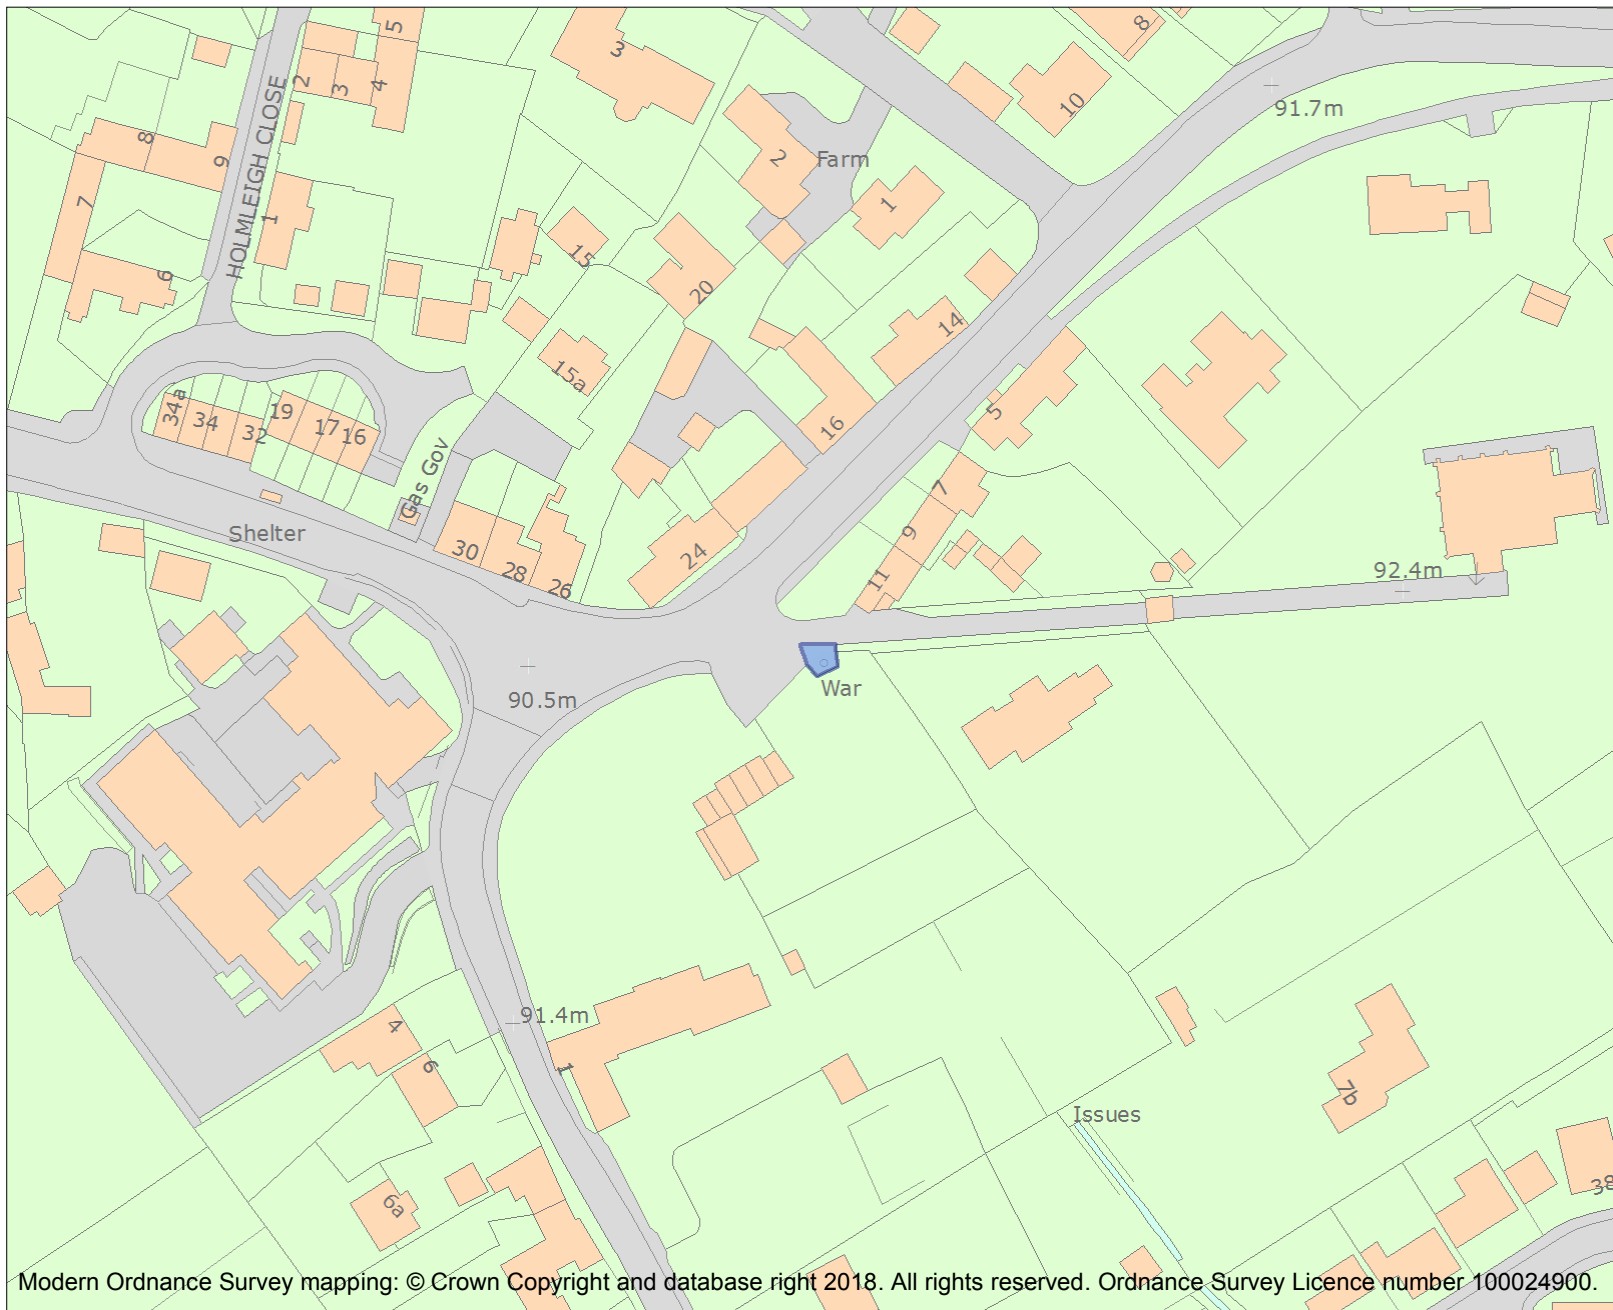 5
3
8
2
3
4
10
91.7m
8
9
2
Farm
HOLMLEIGH CLOSE
7
1
1
6
15
20
14
15a
34a
34
32
19
17
16
5
16
Gas Gov
7
Shelter
9
30
28
26
24
11
92.4m
90.5m
War
91.4m
4
6
1
7b
Issues
6a
38
Modern Ordnance Survey mapping: © Crown Copyright and database right 2018. All rights reserved. Ordnance Survey Licence number 100024900.